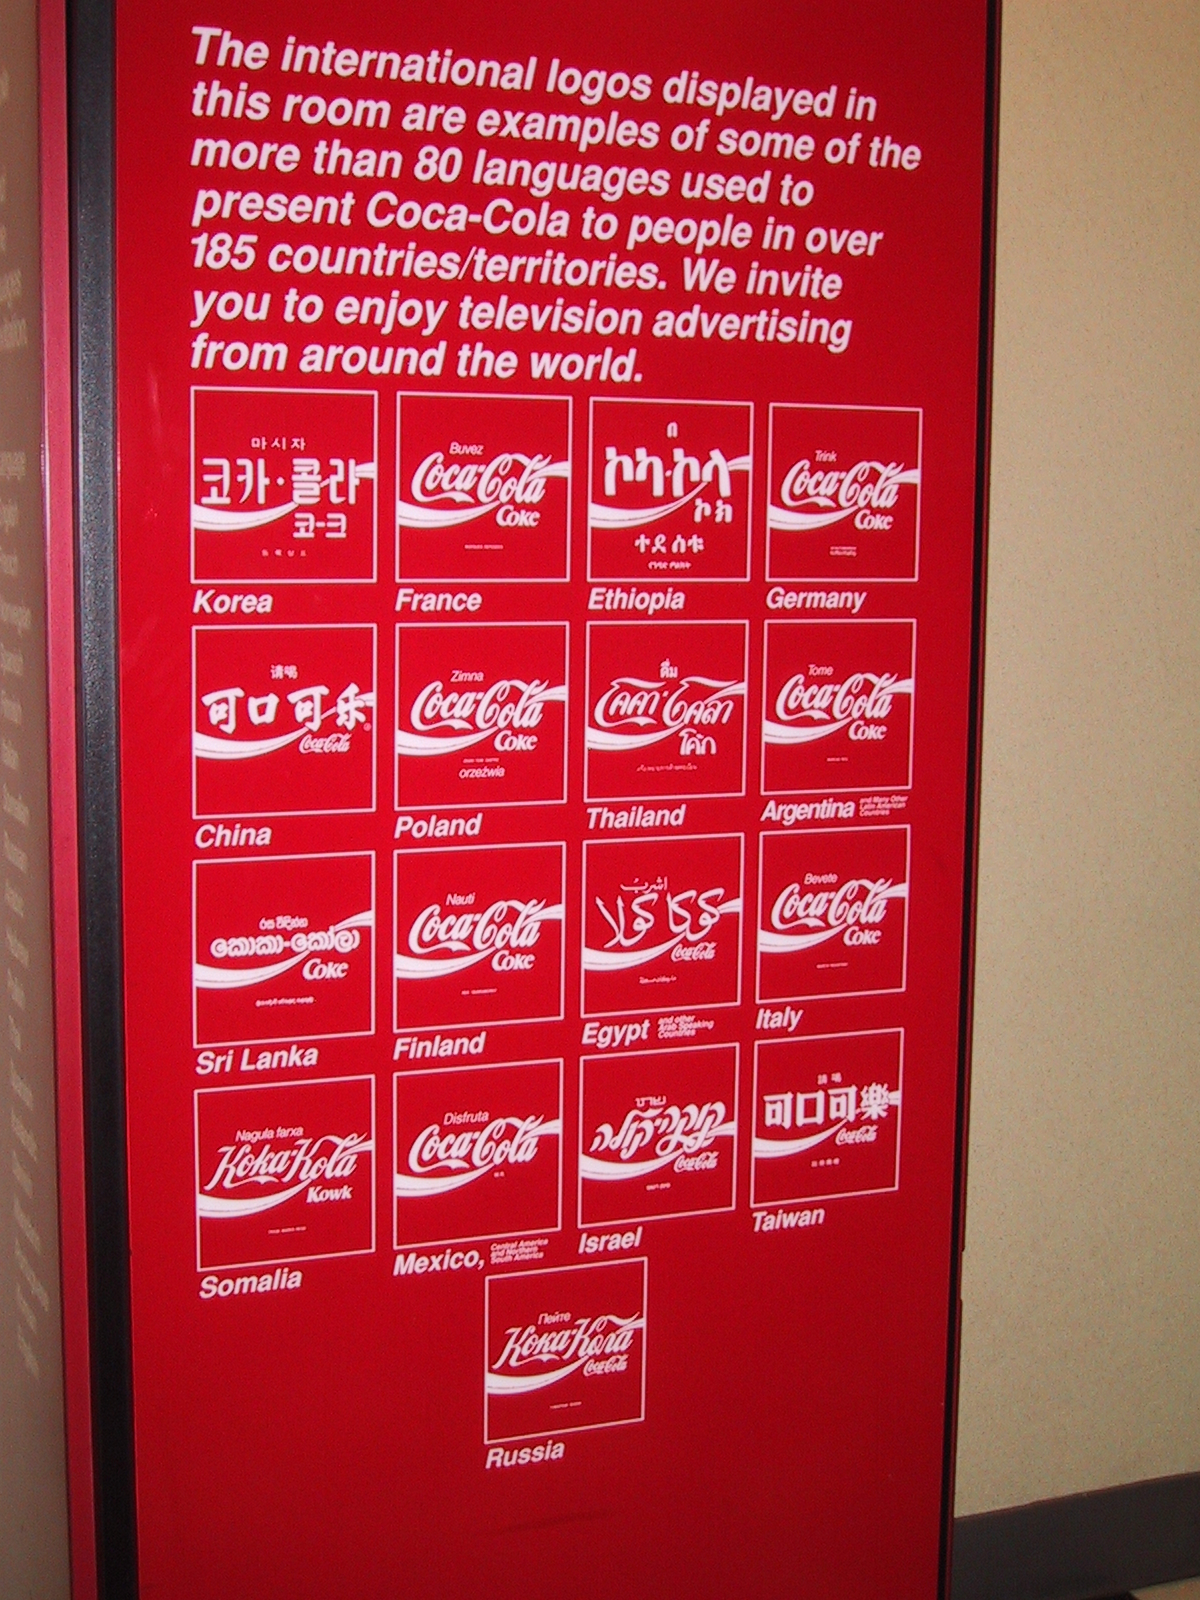 The international logos displayed in
this room are examples of some of the
more than 80 languages used to
present Coca-Cola to people in over
185 countries/territories. We invite
you to enjoy television advertising
from around the world.
마시자
코카·콜라
코-크
Korea
Buvez
Coca-Cola
Coke
France
በ
ኮካ-ኮላ
ኮክ
Ethiopia
Trink
Coca-Cola
Coke
Germany
请喝
可口可乐
Coca-Cola
China
Zimna
Coca-Cola
Coke
orzeźwia
Poland
ดื่ม
โคคา-โคลา
โค้ก
Thailand
Tome
Coca-Cola
Coke
Argentina and Many Other
Latin American
Countries
කොකා-කෝලා
Coke
Sri Lanka
Nauti
Coca-Cola
Coke
Finland
اشرب
كوكا كولا
Coca-Cola
Egypt and other
Arab Speaking
Countries
Bevete
Coca-Cola
Coke
Italy
Nagula farxa
Koka-Kola
Kowk
Somalia
Disfruta
Coca-Cola
Mexico, Central America
and Northern
South America
קוקה-קולה
Coca-Cola
Israel
請喝
可口可樂
Coca-Cola
Taiwan
Пейте
Кока-Кола
Coca-Cola
Russia